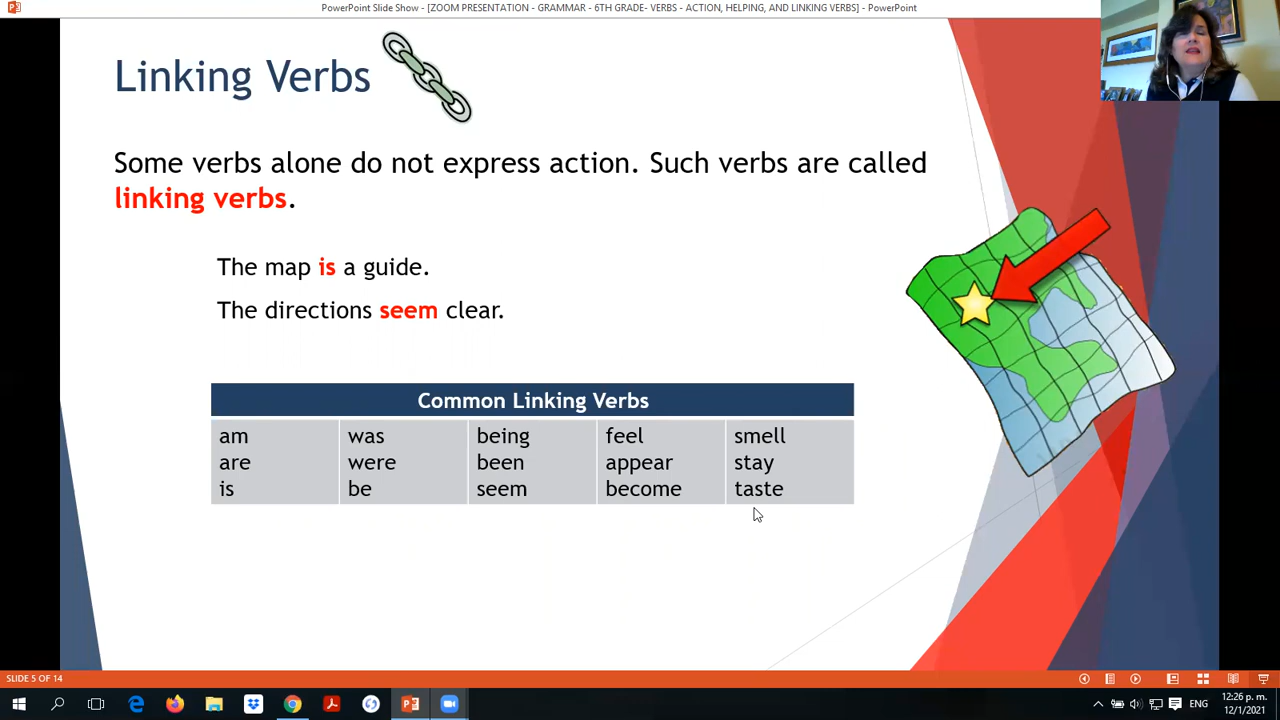 PowerPoint Slide Show - [ZOOM PRESENTATION - GRAMMAR - 6TH GRADE- VERBS - ACTION, HELPING, AND LINKING VERBS] - PowerPoint
Linking Verbs
Some verbs alone do not express action. Such verbs are called
linking verbs.
The map is a guide.
The directions seem clear.
Common Linking Verbs
am was being feel smell
are were been appear stay
is be seem become taste
SLIDE 5 OF 14
ENG
12:26 p. m.
12/1/2021